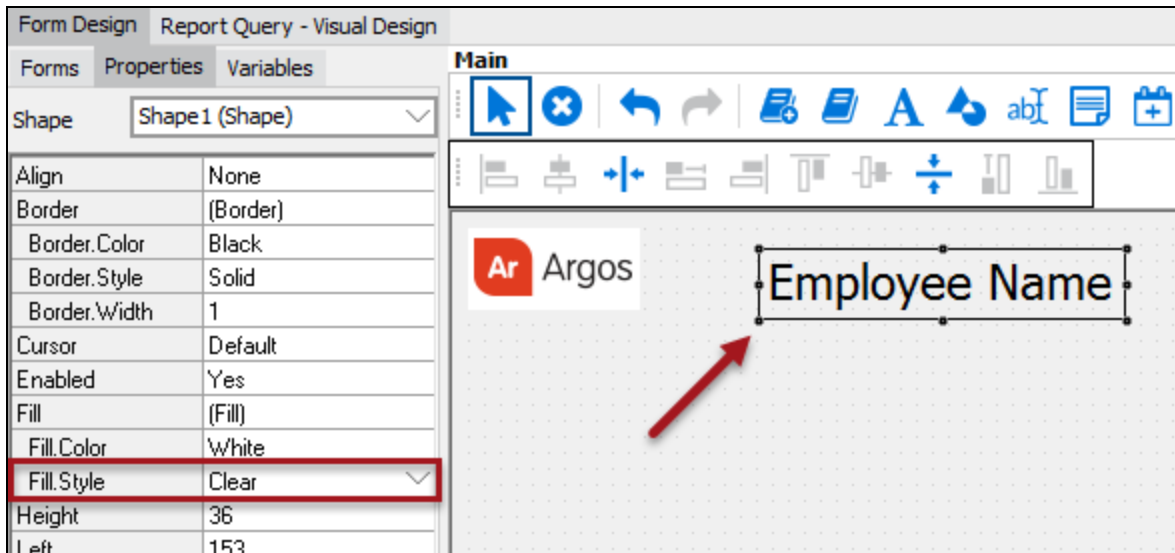 Form Design Report Query - Visual Design
Forms Properties Variables
Shape Shape1 (Shape)
Align None
Border (Border)
Border.Color Black
Border.Style Solid
Border.Width 1
Cursor Default
Enabled Yes
Fill (Fill)
Fill.Color White
Fill.Style Clear
Height 36
Left 153
Main
A abI
Ar Argos
Employee Name